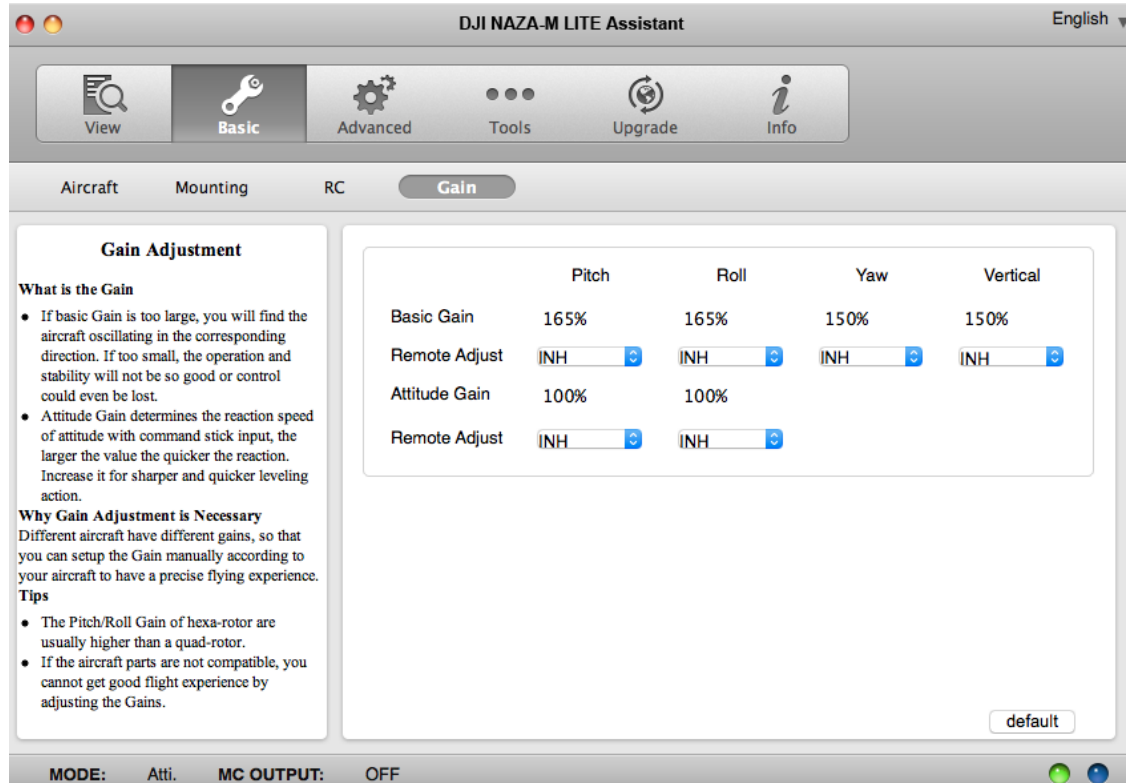 DJI NAZA-M LITE Assistant
English
View
Basic
Advanced
Tools
Upgrade
Info
Aircraft
Mounting
RC
Gain
Gain Adjustment
What is the Gain
If basic Gain is too large, you will find the
aircraft oscillating in the corresponding
direction. If too small, the operation and
stability will not be so good or control
could even be lost.
Attitude Gain determines the reaction speed
of attitude with command stick input, the
larger the value the quicker the reaction.
Increase it for sharper and quicker leveling
action.
Why Gain Adjustment is Necessary
Different aircraft have different gains, so that
you can setup the Gain manually according to
your aircraft to have a precise flying experience.
Tips
The Pitch/Roll Gain of hexa-rotor are
usually higher than a quad-rotor.
If the aircraft parts are not compatible, you
cannot get good flight experience by
adjusting the Gains.
Pitch Roll Yaw Vertical
Basic Gain 165% 165% 150% 150%
Remote Adjust INH INH INH INH
Attitude Gain 100% 100%
Remote Adjust INH INH
default
MODE: Atti. MC OUTPUT: OFF